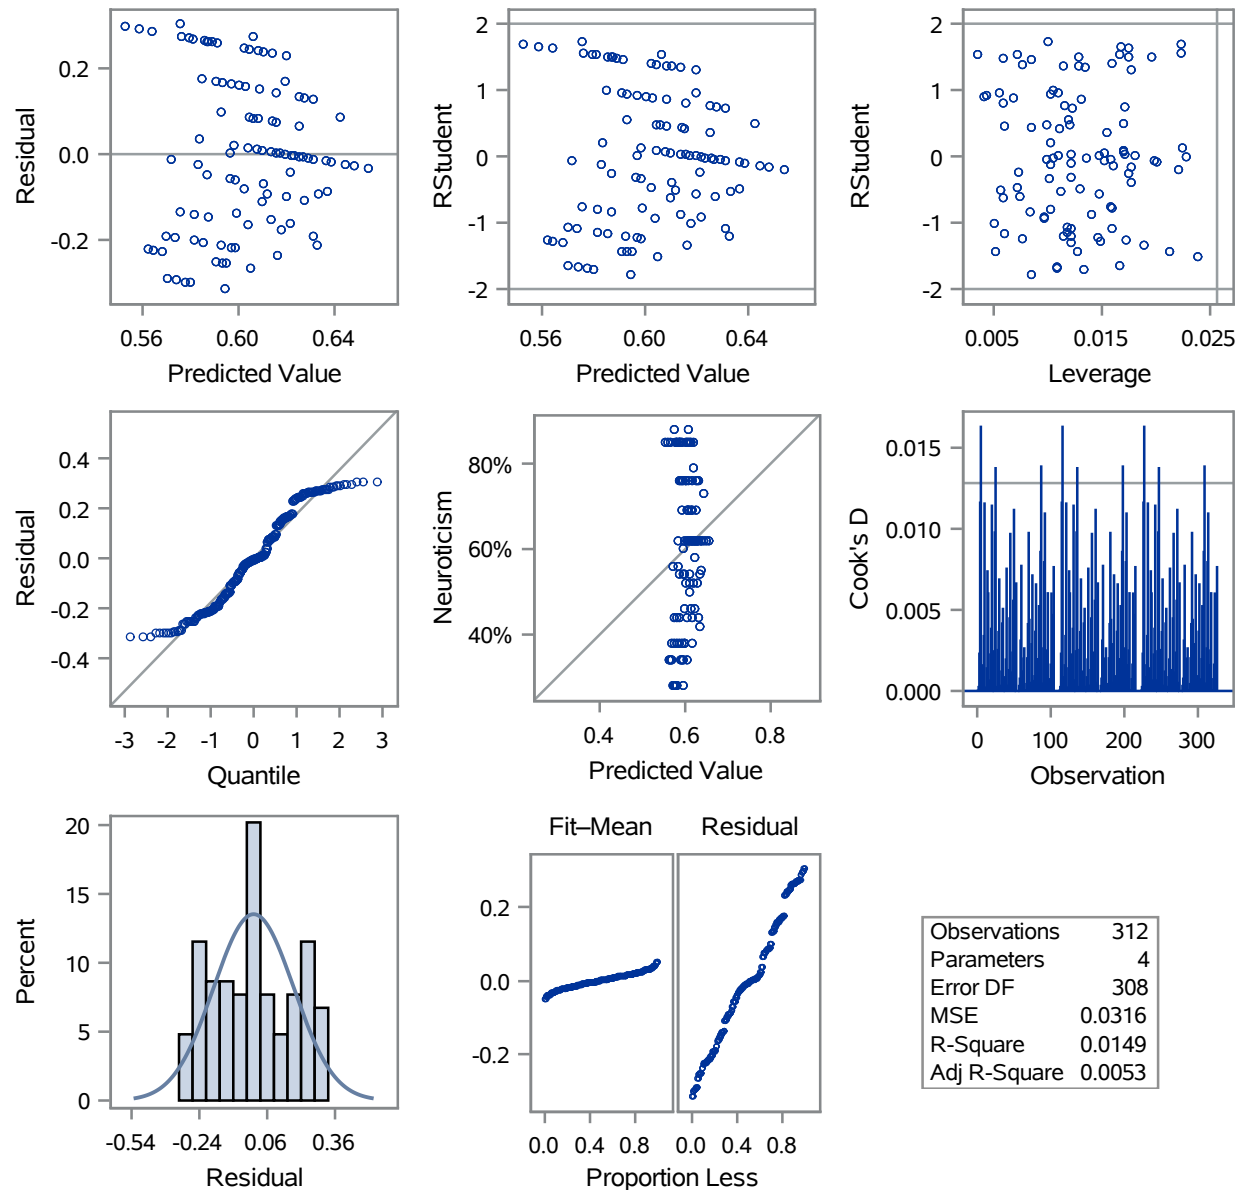 0.2
0.0
-0.2
Residual
0.56 0.60 0.64
Predicted Value
2
1
0
-1
-2
RStudent
0.56 0.60 0.64
Predicted Value
2
1
0
-1
-2
RStudent
0.005 0.015 0.025
Leverage
0.4
0.2
0.0
-0.2
-0.4
Residual
-3 -2 -1 0 1 2 3
Quantile
80%
60%
40%
Neuroticism
0.4 0.6 0.8
Predicted Value
0.015
0.010
0.005
0.000
Cook's D
0 100 200 300
Observation
20
15
10
5
0
Percent
-0.54 -0.24 0.06 0.36
Residual
Fit–Mean Residual
0.2
0.0
-0.2
0.0 0.4 0.8 0.0 0.4 0.8
Proportion Less
Observations 312
Parameters 4
Error DF 308
MSE 0.0316
R-Square 0.0149
Adj R-Square 0.0053